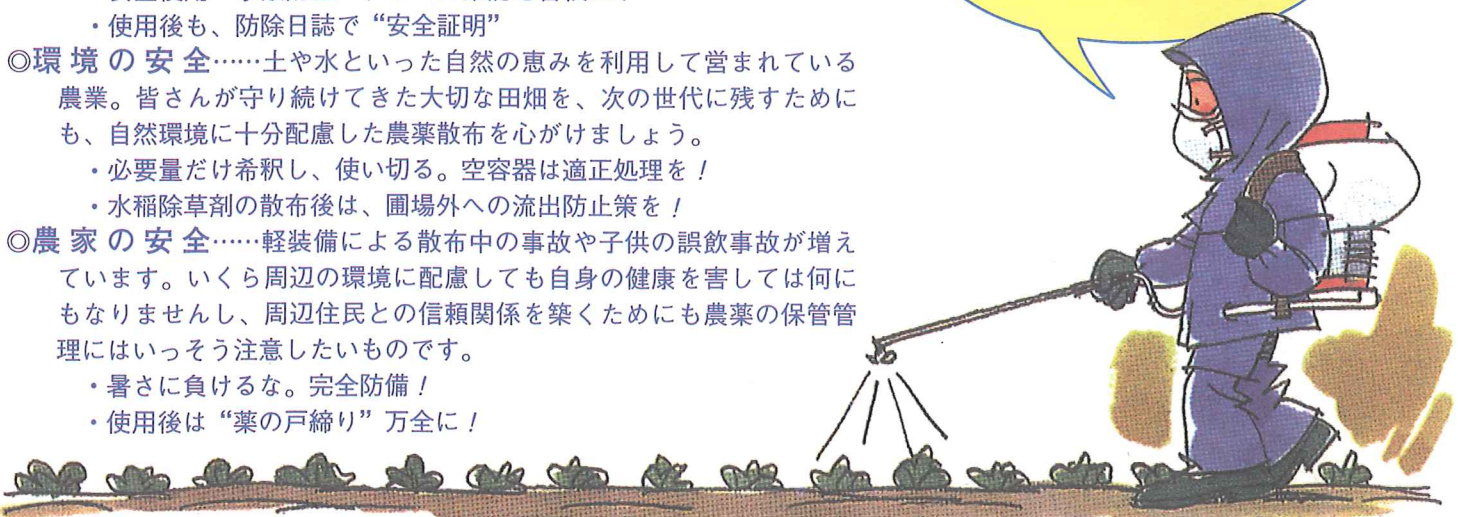 ・使用後も、防除日誌で“安全証明”
◎環境の安全……土や水といった自然の恵みを利用して営まれている
農業。皆さんが守り続けてきた大切な田畑を、次の世代に残すために
も、自然環境に十分配慮した農薬散布を心がけましょう。
・必要量だけ希釈し、使い切る。空容器は適正処理を！
・水稲除草剤の散布後は、圃場外への流出防止策を！
◎農家の安全……軽装備による散布中の事故や子供の誤飲事故が増え
ています。いくら周辺の環境に配慮しても自身の健康を害しては何に
もなりませんし、周辺住民との信頼関係を築くためにも農薬の保管管
理にはいっそう注意したいものです。
・暑さに負けるな。完全防備！
・使用後は“薬の戸締り”万全に！